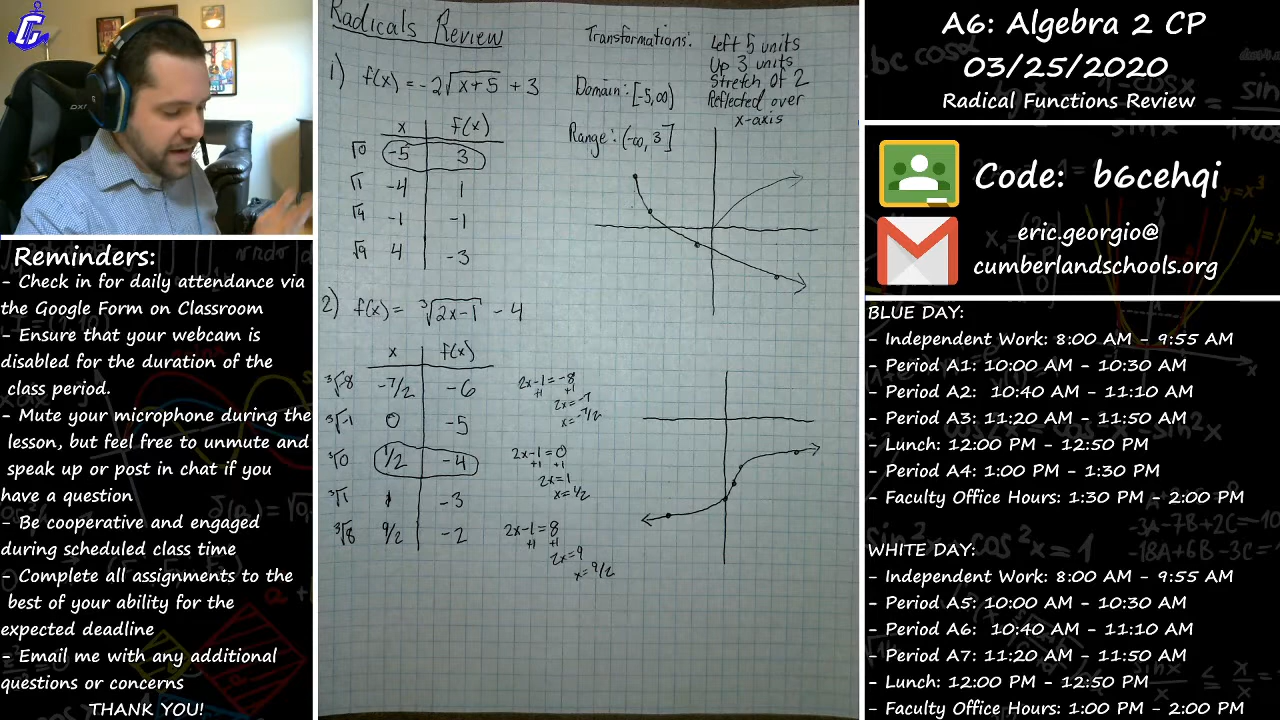 C
DXR
Radicals Review
1) f(x) = -2√x+5 + 3
x f(x)
√0 -5 3
√1 -4 1
√4 -1 -1
√9 4 -3
Transformations: Left 5 units
Up 3 units
Stretch of 2
Reflected over
x-axis
Domain: [-5,∞)
Range: (-∞, 3]
2) f(x) = ³√2x-1 - 4
x f(x)
³√-8 -7/2 -6
³√-1 0 -5
³√0 1/2 -4
³√1 1 -3
³√8 9/2 -2
2x-1 = -8
+1 +1
2x = -7
x = -7/2
2x-1 = 0
+1 +1
2x = 1
x = 1/2
2x-1 = 8
+1 +1
2x = 9
x = 9/2
Reminders:
- Check in for daily attendance via
the Google Form on Classroom
- Ensure that your webcam is
disabled for the duration of the
class period.
- Mute your microphone during the
lesson, but feel free to unmute and
speak up or post in chat if you
have a question
- Be cooperative and engaged
during scheduled class time
- Complete all assignments to the
best of your ability for the
expected deadline
- Email me with any additional
questions or concerns
THANK YOU!
A6: Algebra 2 CP
03/25/2020
Radical Functions Review
Code: b6cehqi
eric.georgio@
cumberlandschools.org
BLUE DAY:
- Independent Work: 8:00 AM - 9:55 AM
- Period A1: 10:00 AM - 10:30 AM
- Period A2: 10:40 AM - 11:10 AM
- Period A3: 11:20 AM - 11:50 AM
- Lunch: 12:00 PM - 12:50 PM
- Period A4: 1:00 PM - 1:30 PM
- Faculty Office Hours: 1:30 PM - 2:00 PM
WHITE DAY:
- Independent Work: 8:00 AM - 9:55 AM
- Period A5: 10:00 AM - 10:30 AM
- Period A6: 10:40 AM - 11:10 AM
- Period A7: 11:20 AM - 11:50 AM
- Lunch: 12:00 PM - 12:50 PM
- Faculty Office Hours: 1:00 PM - 2:00 PM